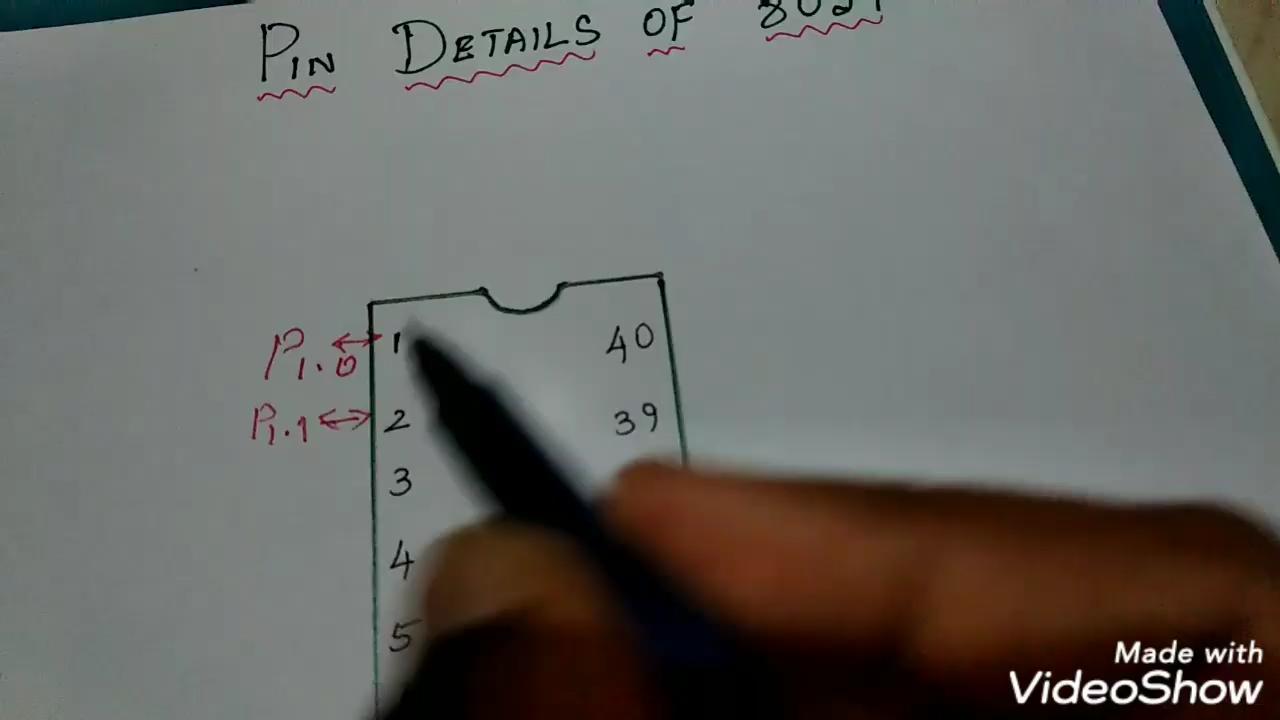 PIN DETAILS OF
P1.0 ↔ 1 40
P1.1 ↔ 2 39
3
4
5
Made with
VideoShow